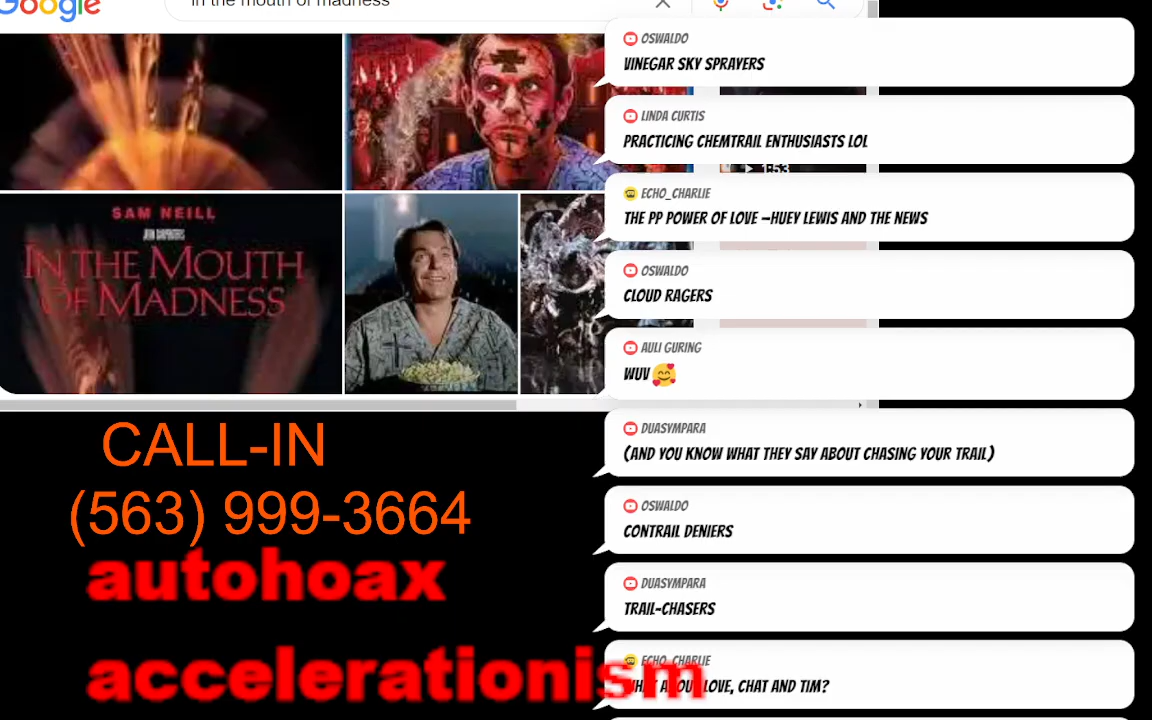 Google
in the mouth of madness
SAM NEILL
IN THE MOUTH
OF MADNESS
1:53
CALL-IN
(563) 999-3664
autohoax
accelerationism
OSWALDO
VINEGAR SKY SPRAYERS
LINDA CURTIS
PRACTICING CHEMTRAIL ENTHUSIASTS LOL
ECHO_CHARLIE
THE PP POWER OF LOVE –HUEY LEWIS AND THE NEWS
OSWALDO
CLOUD RAGERS
AULI GURING
WUV🥰
DUASYMPARA
(AND YOU KNOW WHAT THEY SAY ABOUT CHASING YOUR TRAIL)
OSWALDO
CONTRAIL DENIERS
DUASYMPARA
TRAIL-CHASERS
ECHO_CHARLIE
LOVE, CHAT AND TIM?